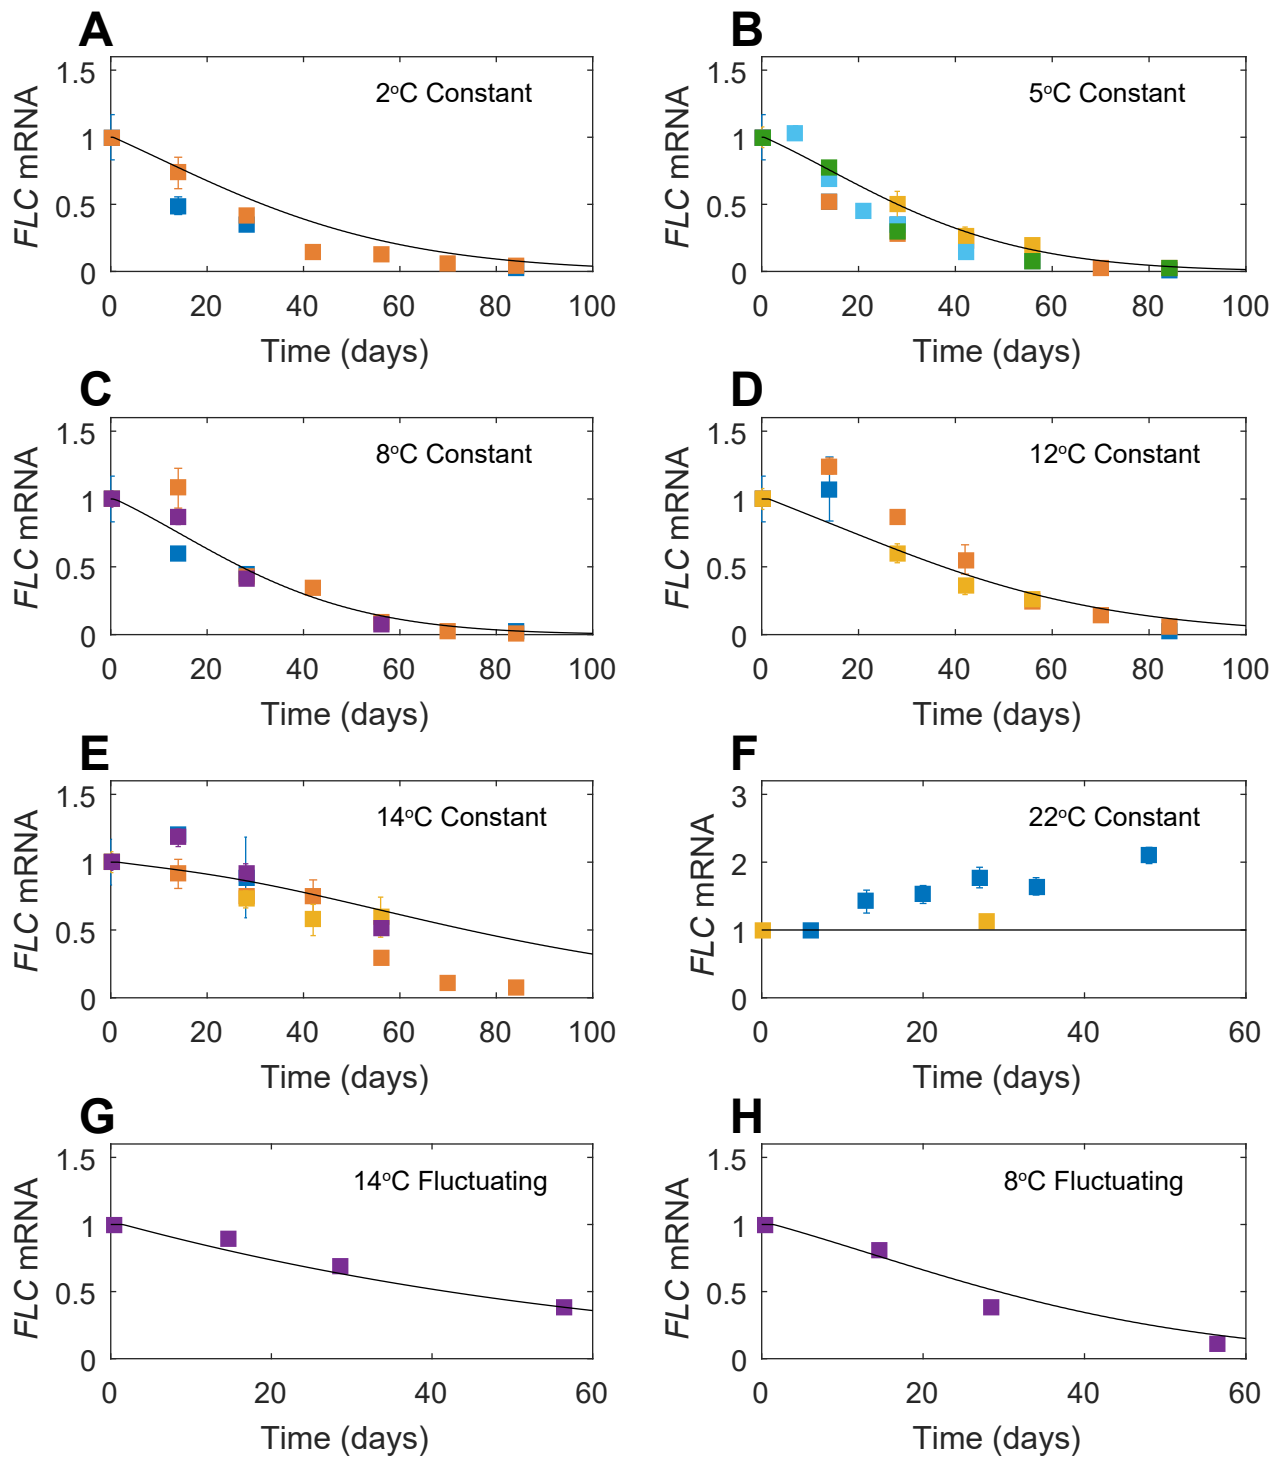 A
2°C Constant
FLC mRNA
1.5
1
0.5
0
0 20 40 60 80 100
Time (days)
B
5°C Constant
FLC mRNA
1.5
1
0.5
0
0 20 40 60 80 100
Time (days)
C
8°C Constant
FLC mRNA
1.5
1
0.5
0
0 20 40 60 80 100
Time (days)
D
12°C Constant
FLC mRNA
1.5
1
0.5
0
0 20 40 60 80 100
Time (days)
E
14°C Constant
FLC mRNA
1.5
1
0.5
0
0 20 40 60 80 100
Time (days)
F
22°C Constant
FLC mRNA
3
2
1
0
0 20 40 60
Time (days)
G
14°C Fluctuating
FLC mRNA
1.5
1
0.5
0
0 20 40 60
Time (days)
H
8°C Fluctuating
FLC mRNA
1.5
1
0.5
0
0 20 40 60
Time (days)